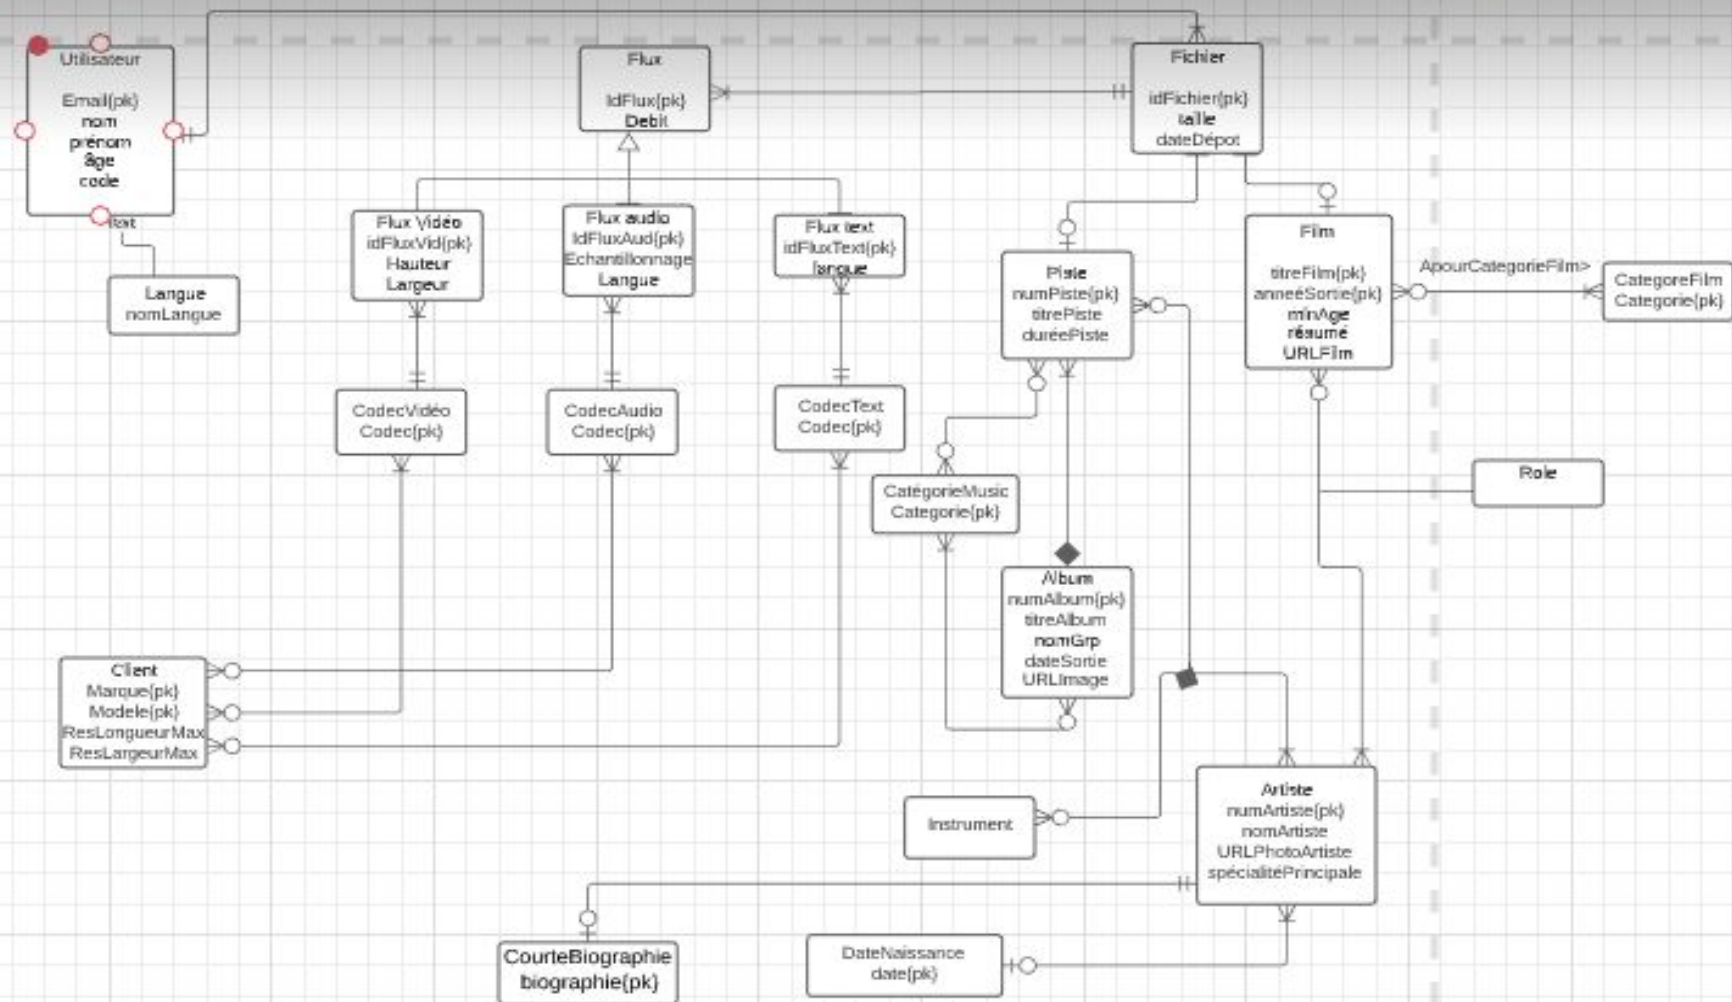 Utilisateur
Email{pk}
nom
prénom
âge
code
Text
Langue
nomLangue
Flux
IdFlux{pk}
Debit
Fichier
idFichier{pk}
taille
dateDépot
Flux Vidéo
idFluxVid{pk}
Hauteur
Largeur
Flux audio
IdFluxAud{pk}
Echantillonnage
Langue
Flux text
idFluxText{pk}
langue
Piste
numPiste{pk}
titrePiste
duréePiste
Film
titreFilm{pk}
anneéSortie{pk}
minAge
résumé
URLFilm
ApourCategorieFilm>
CategoreFilm
Categorie{pk}
CodecVidéo
Codec{pk}
CodecAudio
Codec{pk}
CodecText
Codec{pk}
CatégorieMusic
Categorie{pk}
Role
Album
numAlbum{pk}
titreAlbum
nomGrp
dateSortie
URLImage
Client
Marque{pk}
Modele{pk}
ResLongueurMax
ResLargeurMax
Instrument
Artiste
numArtiste{pk}
nomArtiste
URLPhotoArtiste
spécialitéPrincipale
CourteBiographie
biographie{pk}
DateNaissance
date{pk}